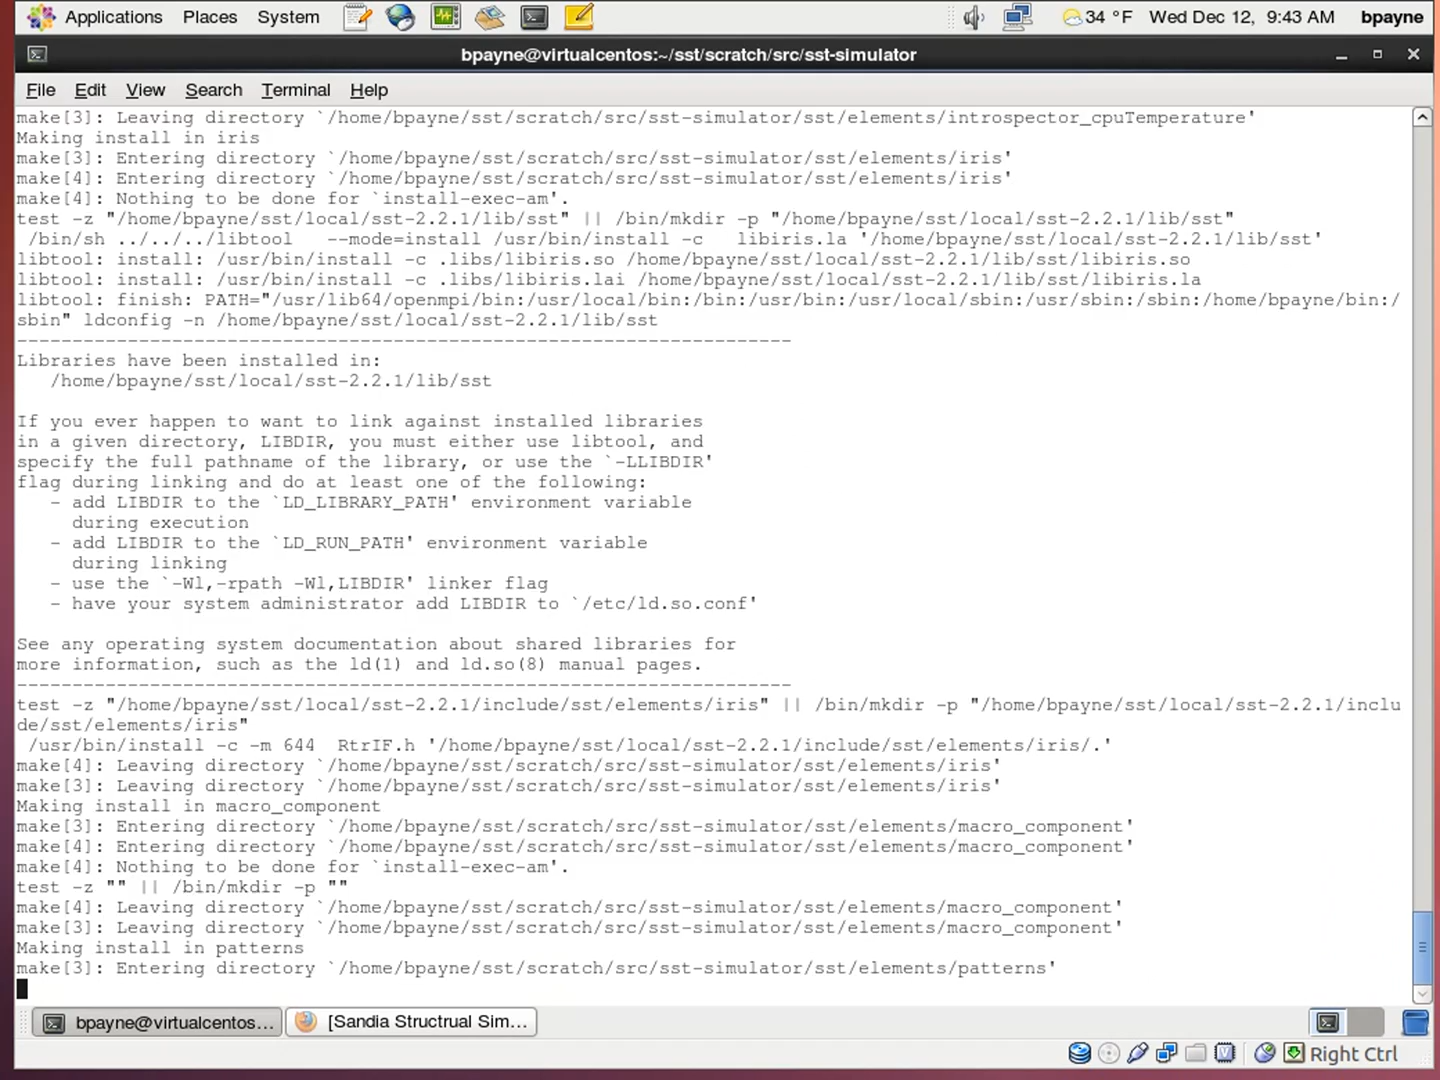 Applications Places System 34 °F Wed Dec 12, 9:43 AM bpayne
bpayne@virtualcentos:~/sst/scratch/src/sst-simulator
File Edit View Search Terminal Help
make[3]: Leaving directory `/home/bpayne/sst/scratch/src/sst-simulator/sst/elements/introspector_cpuTemperature'
Making install in iris
make[3]: Entering directory `/home/bpayne/sst/scratch/src/sst-simulator/sst/elements/iris'
make[4]: Entering directory `/home/bpayne/sst/scratch/src/sst-simulator/sst/elements/iris'
make[4]: Nothing to be done for `install-exec-am'.
test -z "/home/bpayne/sst/local/sst-2.2.1/lib/sst" || /bin/mkdir -p "/home/bpayne/sst/local/sst-2.2.1/lib/sst"
 /bin/sh ../../../libtool   --mode=install /usr/bin/install -c   libiris.la '/home/bpayne/sst/local/sst-2.2.1/lib/sst'
libtool: install: /usr/bin/install -c .libs/libiris.so /home/bpayne/sst/local/sst-2.2.1/lib/sst/libiris.so
libtool: install: /usr/bin/install -c .libs/libiris.lai /home/bpayne/sst/local/sst-2.2.1/lib/sst/libiris.la
libtool: finish: PATH="/usr/lib64/openmpi/bin:/usr/local/bin:/bin:/usr/bin:/usr/local/sbin:/usr/sbin:/sbin:/home/bpayne/bin:/
sbin" ldconfig -n /home/bpayne/sst/local/sst-2.2.1/lib/sst
----------------------------------------------------------------------
Libraries have been installed in:
   /home/bpayne/sst/local/sst-2.2.1/lib/sst
If you ever happen to want to link against installed libraries
in a given directory, LIBDIR, you must either use libtool, and
specify the full pathname of the library, or use the `-LLIBDIR'
flag during linking and do at least one of the following:
   - add LIBDIR to the `LD_LIBRARY_PATH' environment variable
     during execution
   - add LIBDIR to the `LD_RUN_PATH' environment variable
     during linking
   - use the `-Wl,-rpath -Wl,LIBDIR' linker flag
   - have your system administrator add LIBDIR to `/etc/ld.so.conf'
See any operating system documentation about shared libraries for
more information, such as the ld(1) and ld.so(8) manual pages.
----------------------------------------------------------------------
test -z "/home/bpayne/sst/local/sst-2.2.1/include/sst/elements/iris" || /bin/mkdir -p "/home/bpayne/sst/local/sst-2.2.1/inclu
de/sst/elements/iris"
 /usr/bin/install -c -m 644  RtrIF.h '/home/bpayne/sst/local/sst-2.2.1/include/sst/elements/iris/.'
make[4]: Leaving directory `/home/bpayne/sst/scratch/src/sst-simulator/sst/elements/iris'
make[3]: Leaving directory `/home/bpayne/sst/scratch/src/sst-simulator/sst/elements/iris'
Making install in macro_component
make[3]: Entering directory `/home/bpayne/sst/scratch/src/sst-simulator/sst/elements/macro_component'
make[4]: Entering directory `/home/bpayne/sst/scratch/src/sst-simulator/sst/elements/macro_component'
make[4]: Nothing to be done for `install-exec-am'.
test -z "" || /bin/mkdir -p ""
make[4]: Leaving directory `/home/bpayne/sst/scratch/src/sst-simulator/sst/elements/macro_component'
make[3]: Leaving directory `/home/bpayne/sst/scratch/src/sst-simulator/sst/elements/macro_component'
Making install in patterns
make[3]: Entering directory `/home/bpayne/sst/scratch/src/sst-simulator/sst/elements/patterns'
bpayne@virtualcentos:... [Sandia Structrual Sim...
Right Ctrl